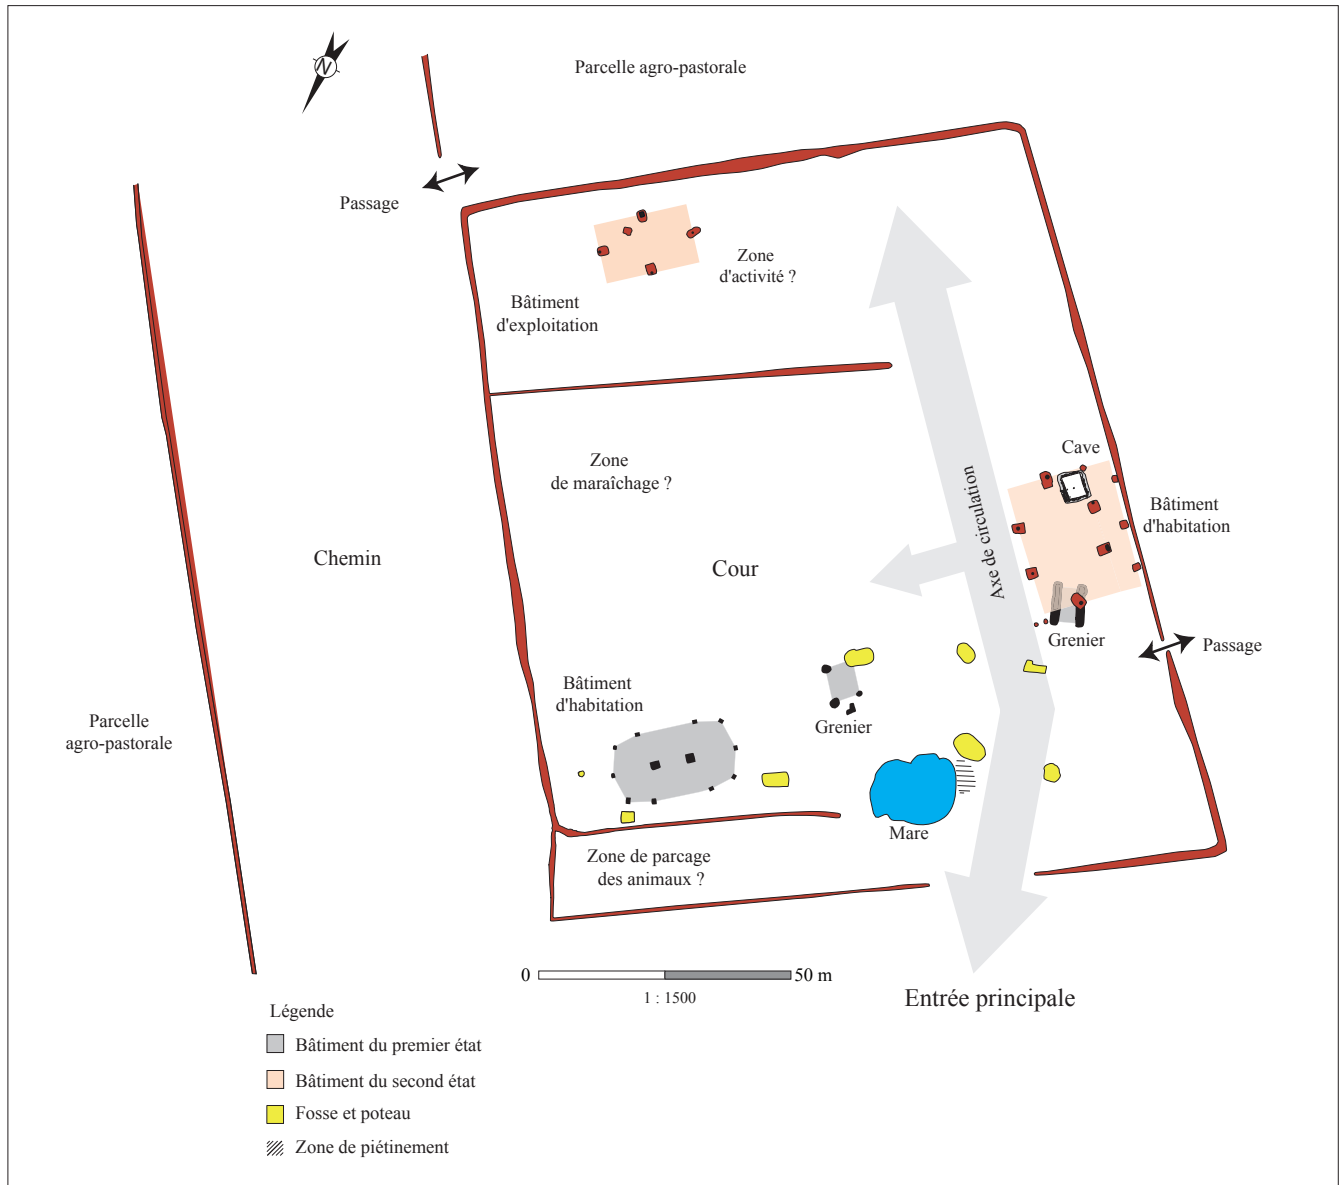 N
Parcelle agro-pastorale
Passage
Zone
d'activité ?
Bâtiment
d'exploitation
Zone
de maraîchage ?
Cave
Axe de circulation
Bâtiment
d'habitation
Chemin
Cour
Grenier
Passage
Bâtiment
d'habitation
Parcelle
agro-pastorale
Grenier
Mare
Zone de parcage
des animaux ?
0
50 m
1 : 1500
Entrée principale
Légende
Bâtiment du premier état
Bâtiment du second état
Fosse et poteau
Zone de piétinement